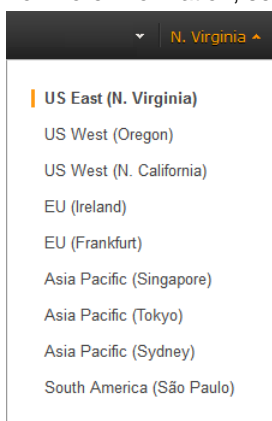 N. Virginia
US East (N. Virginia)
US West (Oregon)
US West (N. California)
EU (Ireland)
EU (Frankfurt)
Asia Pacific (Singapore)
Asia Pacific (Tokyo)
Asia Pacific (Sydney)
South America (São Paulo)